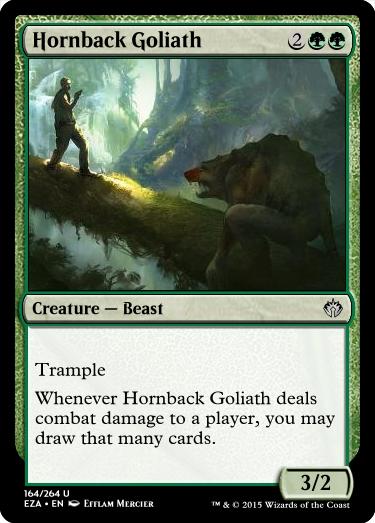 Hornback Goliath 2
Creature — Beast
Trample
Whenever Hornback Goliath deals
combat damage to a player, you may
draw that many cards.
3/2
164/264 U
EZA • EN Efflam Mercier
™ & © 2015 Wizards of the Coast